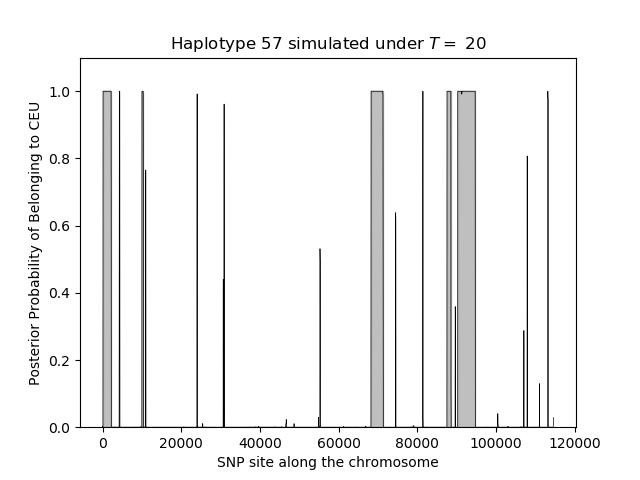 Haplotype 57 simulated under T = 20
Posterior Probability of Belonging to CEU
1.0
0.8
0.6
0.4
0.2
0.0
0 20000 40000 60000 80000 100000 120000
SNP site along the chromosome